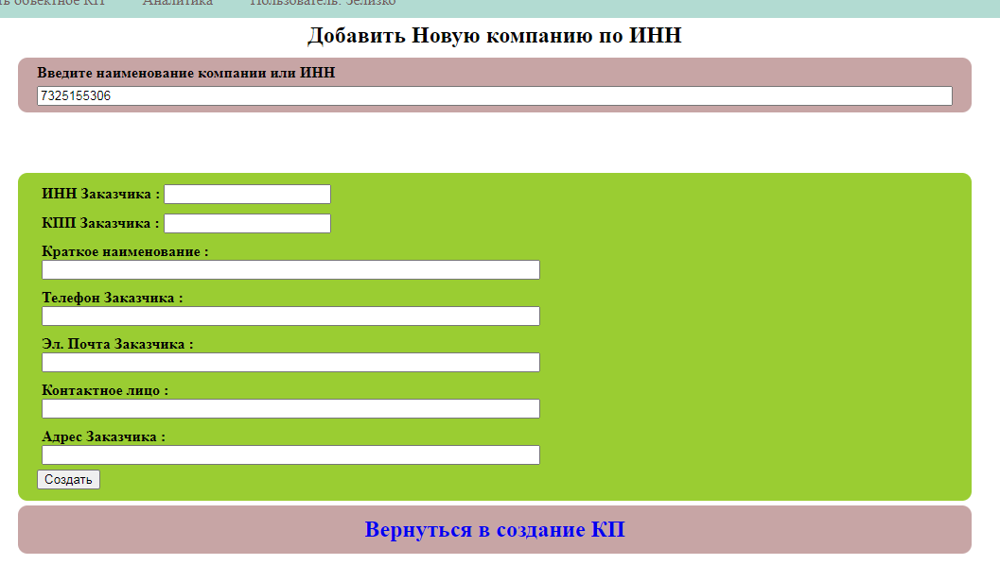 ть объектное КП Аналитика Пользователь: Зелизко
Добавить Новую компанию по ИНН
Введите наименование компании или ИНН
7325155306
ИНН Заказчика :
КПП Заказчика :
Краткое наименование :
Телефон Заказчика :
Эл. Почта Заказчика :
Контактное лицо :
Адрес Заказчика :
Создать
Вернуться в создание КП